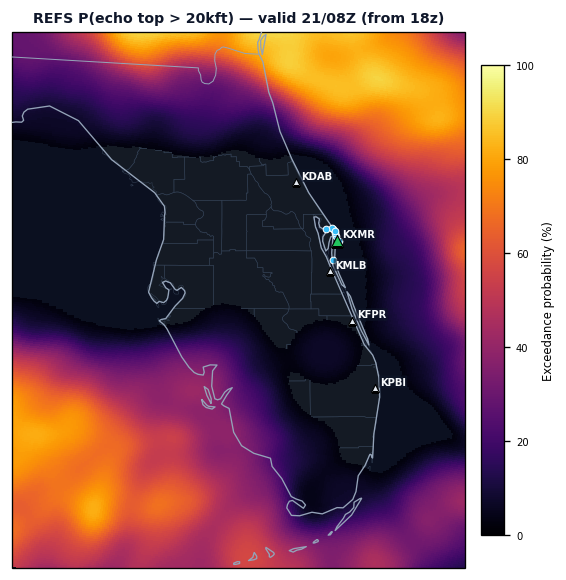 REFS P(echo top > 20kft) — valid 21/08Z (from 18z)
KDAB
KXMR
KMLB
KFPR
KPBI
100
80
60
40
20
0
Exceedance probability (%)